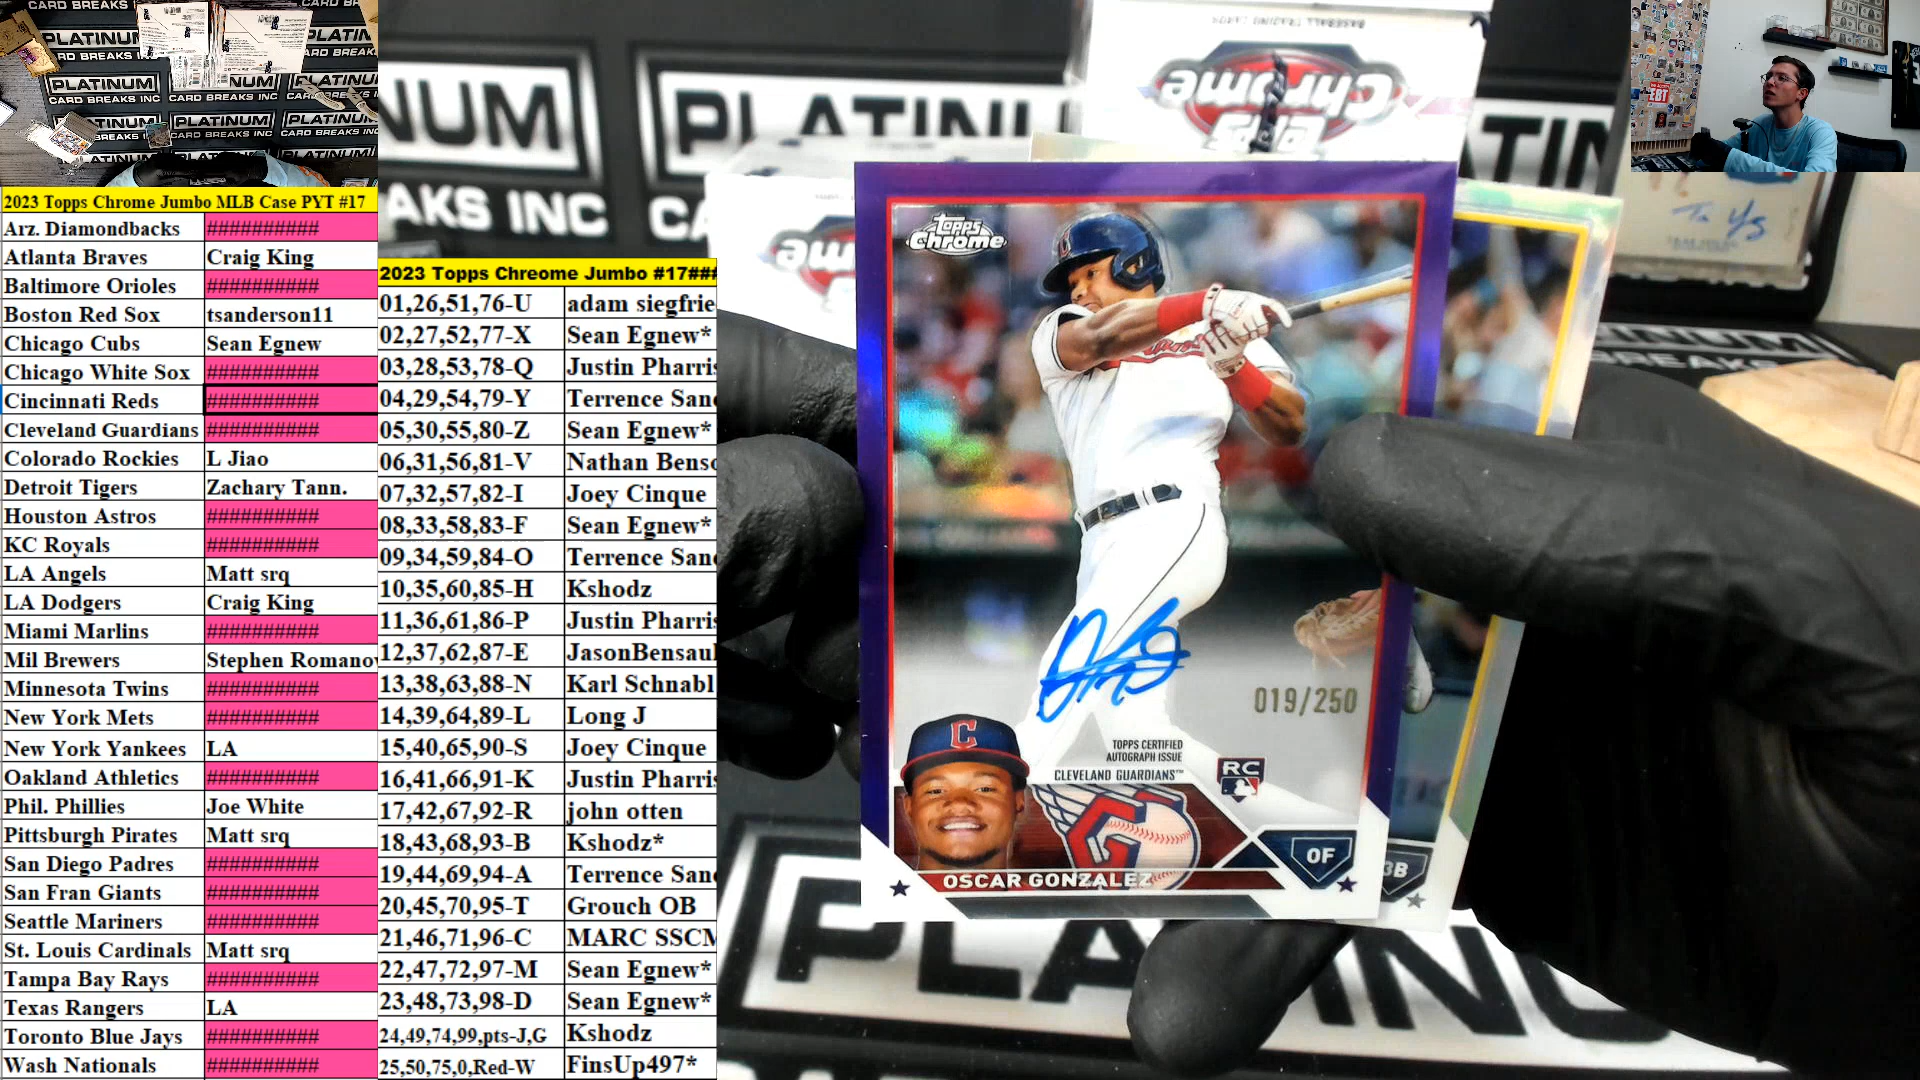 2023 Topps Chrome Jumbo MLB Case PYT #17
Arz. Diamondbacks ##########
Atlanta Braves Craig King
Baltimore Orioles ##########
Boston Red Sox tsanderson11
Chicago Cubs Sean Egnew
Chicago White Sox ##########
Cincinnati Reds ##########
Cleveland Guardians ##########
Colorado Rockies L Jiao
Detroit Tigers Zachary Tann.
Houston Astros ##########
KC Royals ##########
LA Angels Matt srq
LA Dodgers Craig King
Miami Marlins ##########
Mil Brewers Stephen Romanov
Minnesota Twins ##########
New York Mets ##########
New York Yankees LA
Oakland Athletics ##########
Phil. Phillies Joe White
Pittsburgh Pirates Matt srq
San Diego Padres ##########
San Fran Giants ##########
Seattle Mariners ##########
St. Louis Cardinals Matt srq
Tampa Bay Rays ##########
Texas Rangers LA
Toronto Blue Jays ##########
Wash Nationals ##########
2023 Topps Chreome Jumbo #17###
01,26,51,76-U adam siegfrie
02,27,52,77-X Sean Egnew*
03,28,53,78-Q Justin Pharris
04,29,54,79-Y Terrence Sand
05,30,55,80-Z Sean Egnew*
06,31,56,81-V Nathan Benso
07,32,57,82-I Joey Cinque
08,33,58,83-F Sean Egnew*
09,34,59,84-O Terrence Sand
10,35,60,85-H Kshodz
11,36,61,86-P Justin Pharris
12,37,62,87-E JasonBensaul
13,38,63,88-N Karl Schnabl
14,39,64,89-L Long J
15,40,65,90-S Joey Cinque
16,41,66,91-K Justin Pharris
17,42,67,92-R john otten
18,43,68,93-B Kshodz*
19,44,69,94-A Terrence Sand
20,45,70,95-T Grouch OB
21,46,71,96-C MARC SSCM
22,47,72,97-M Sean Egnew*
23,48,73,98-D Sean Egnew*
24,49,74,99,pts-J,G Kshodz
25,50,75,0,Red-W FinsUp497*
PLATINUM
CARD BREAKS INC
Topps
Chrome
019/250
TOPPS CERTIFIED
AUTOGRAPH ISSUE
CLEVELAND GUARDIANS™
RC
OSCAR GONZALEZ
OF
3B